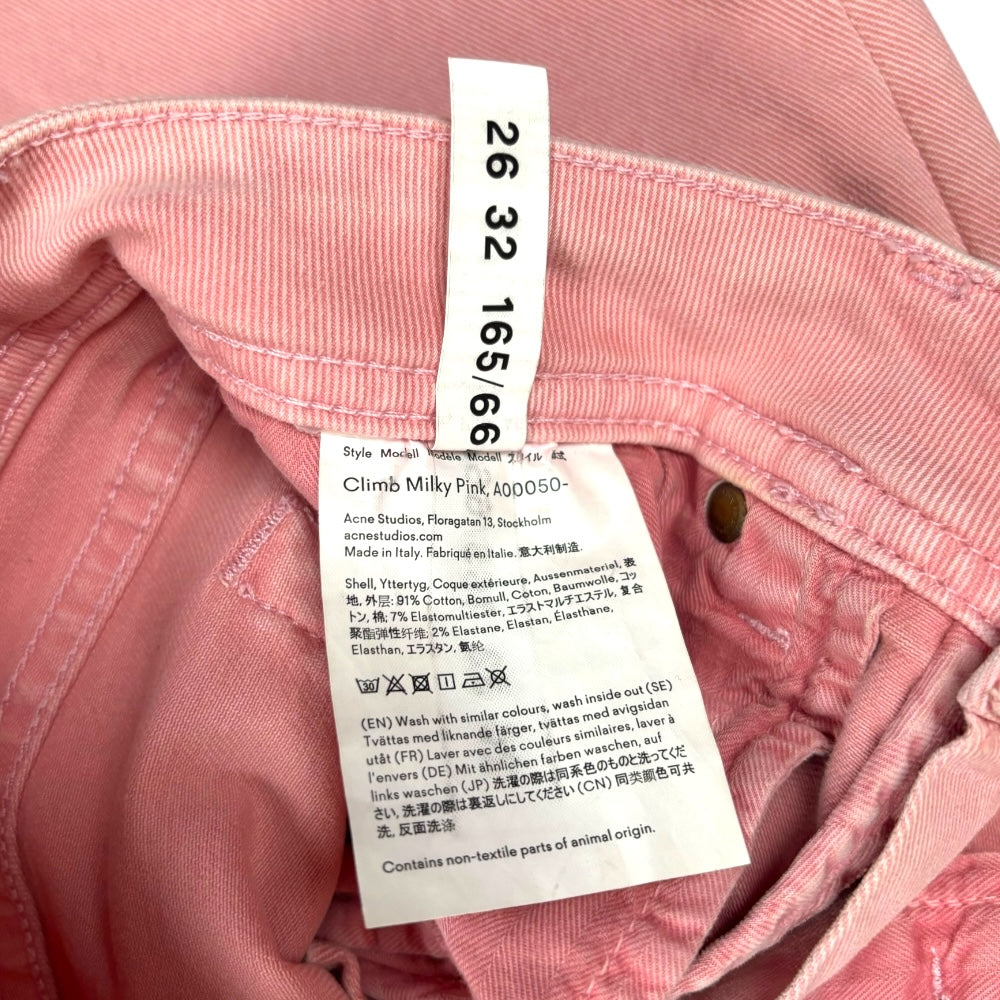 26 32 165/66
Style Modell Modèle Modell スタイル
Climb Milky Pink, A00050-
Acne Studios, Floragatan 13, Stockholm
acnestudios.com
Made in Italy. Fabriqué en Italie. 意大利制造.
Shell, Yttertyg, Coque extérieure, Aussenmaterial, 表
地, 外层: 91% Cotton, Bomull, Coton, Baumwolle, コッ
トン, 棉; 7% Elastomultiester, エラストマルチエステル, 复合
聚酯弹性纤维; 2% Elastane, Elastan, Elasthane,
Elasthan, エラスタン, 氨纶
30
(EN) Wash with similar colours, wash inside out (SE)
Tvättas med liknande färger, tvättas med avigsidan
utåt (FR) Laver avec des couleurs similaires, laver à
l'envers (DE) Mit ähnlichen farben waschen, auf
links waschen (JP) 洗濯の際は同系色のものと洗ってくだ
さい, 洗濯の際は裏返しにしてください (CN) 同类颜色可共
洗, 反面洗涤
Contains non-textile parts of animal origin.